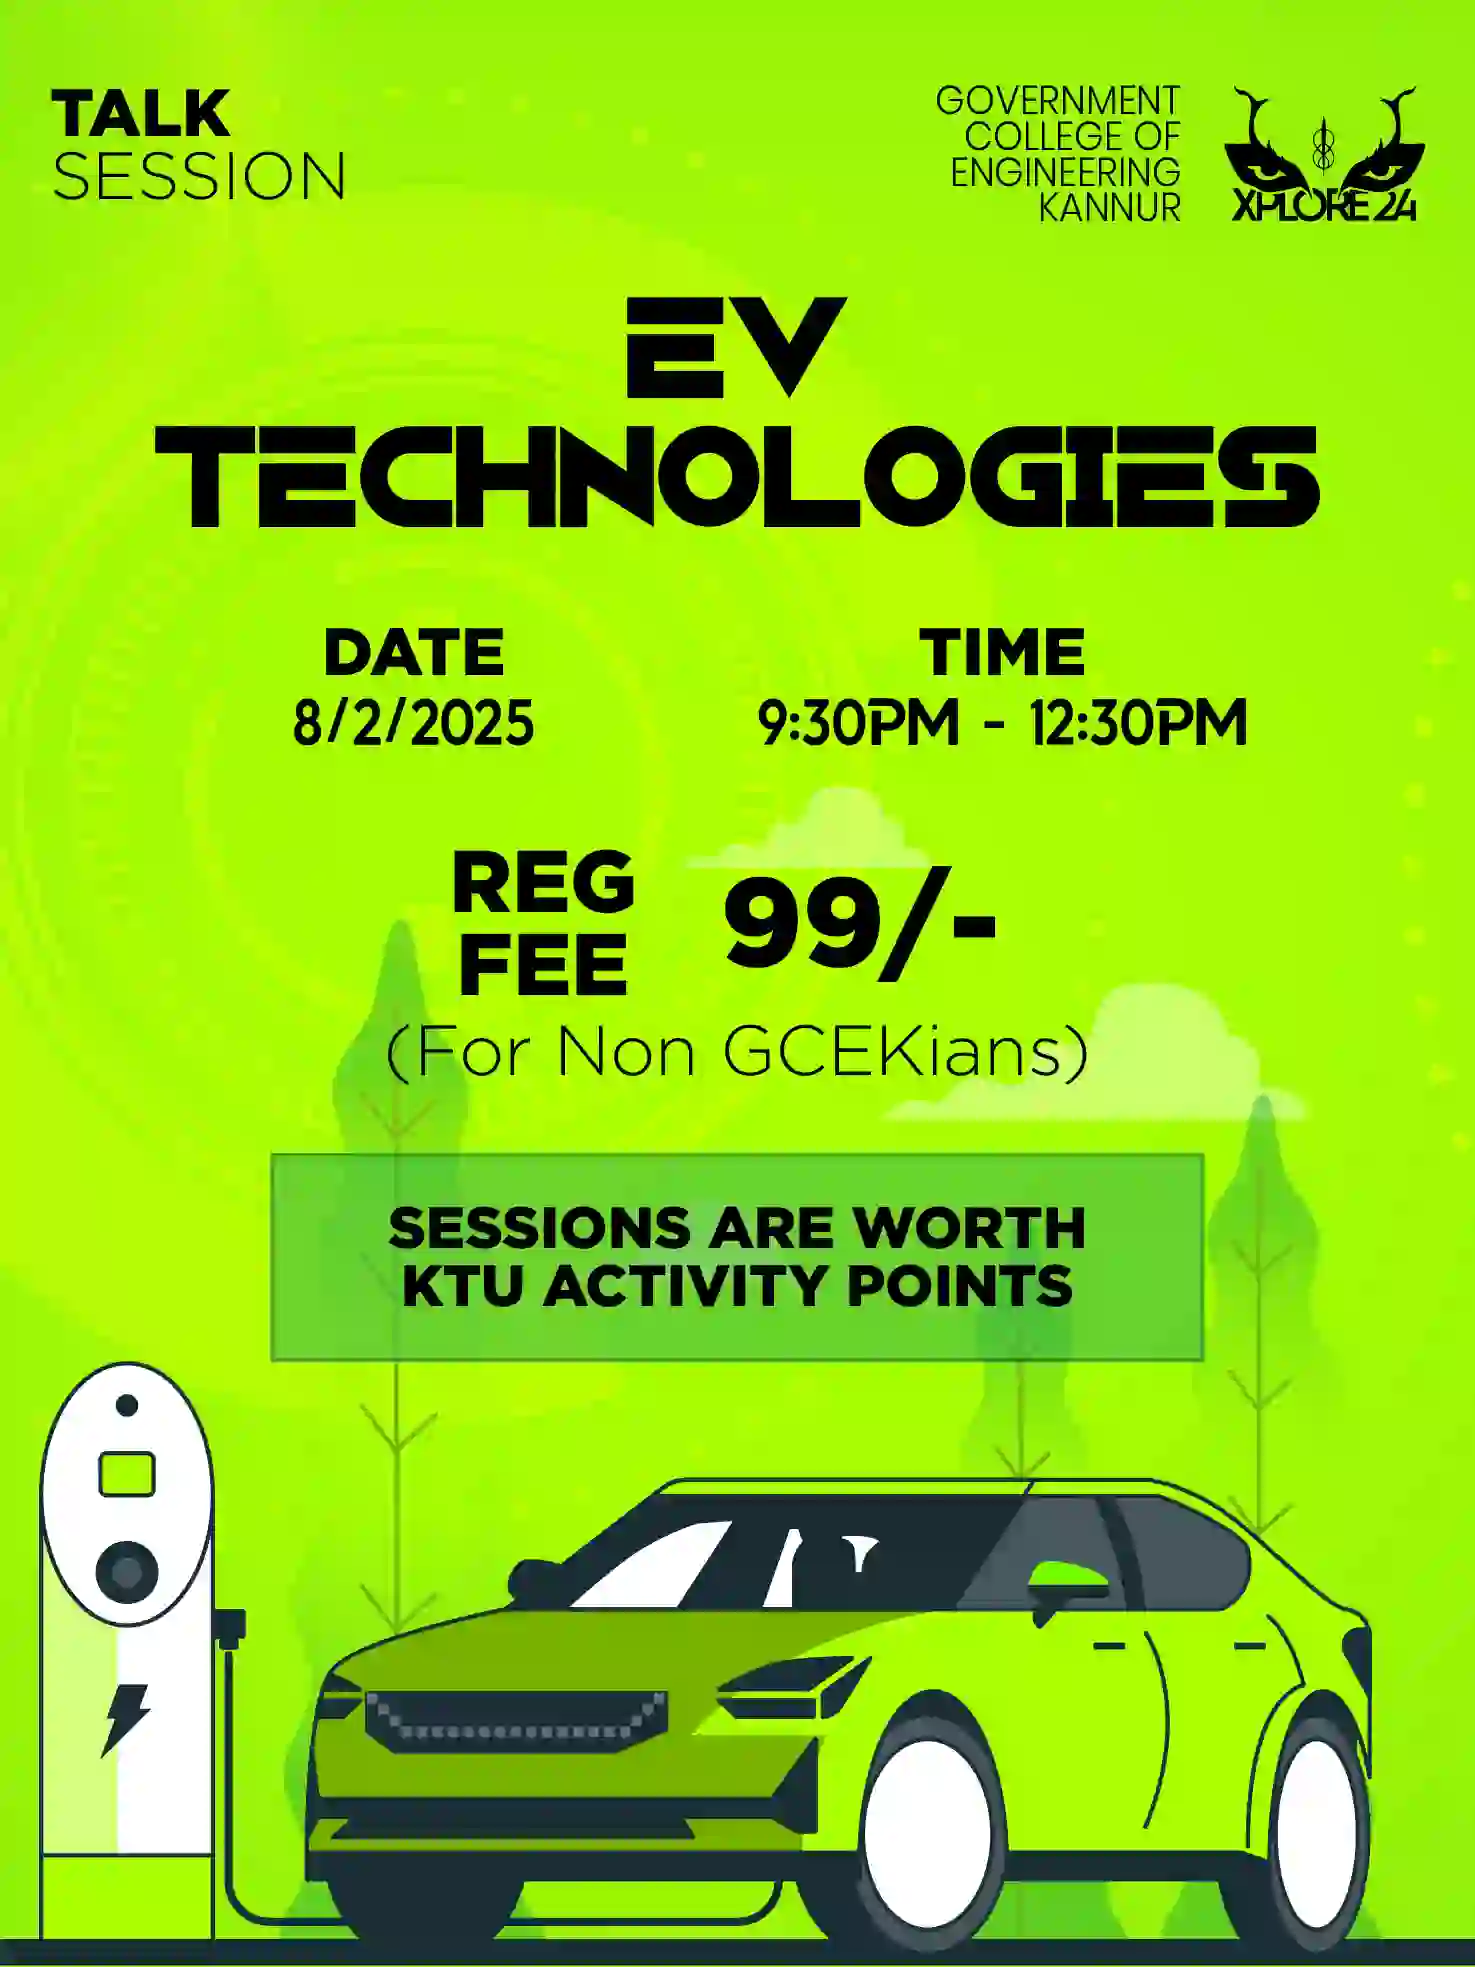 TALK
SESSION
GOVERNMENT
COLLEGE OF
ENGINEERING
KANNUR
XPLORE 24
EV
TECHNOLOGIES
DATE
8/2/2025
TIME
9:30PM - 12:30PM
REG
FEE
99/-
(For Non GCEKians)
SESSIONS ARE WORTH
KTU ACTIVITY POINTS